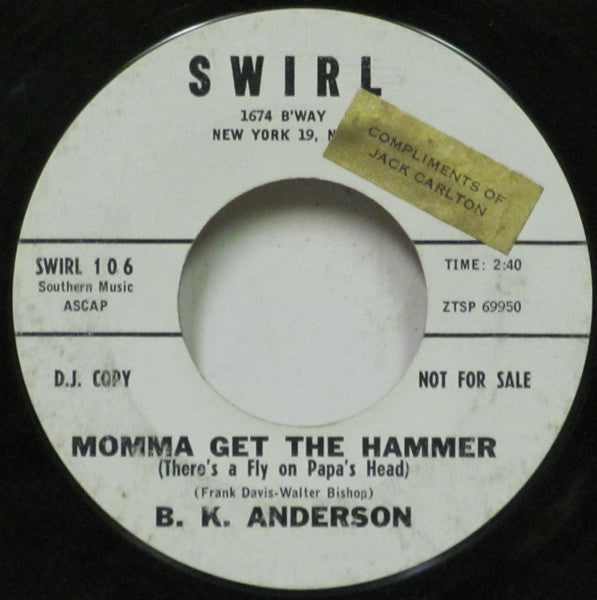 SWIRL
1674 B'WAY
NEW YORK 19, N
COMPLIMENTS OF
JACK CARLTON
SWIRL 106
Southern Music
ASCAP
TIME: 2:40
ZTSP 69950
D.J. COPY
NOT FOR SALE
MOMMA GET THE HAMMER
(There's a Fly on Papa's Head)
(Frank Davis-Walter Bishop)
B. K. ANDERSON